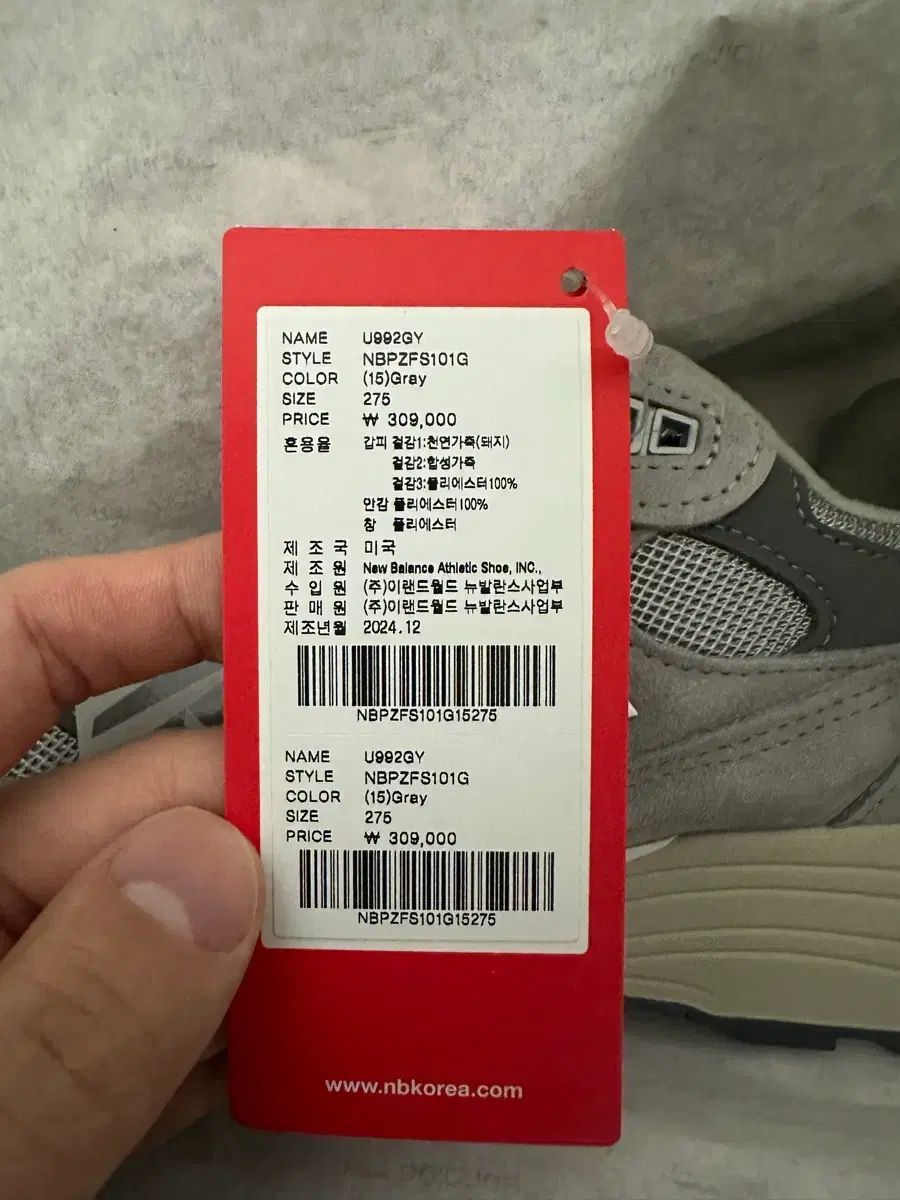 NAME U992GY
STYLE NBPZFS101G
COLOR (15)Gray
SIZE 275
PRICE ₩ 309,000
혼용율 갑피 겉감1:천연가죽(돼지)
겉감2:합성가죽
겉감3:폴리에스터100%
안감 폴리에스터100%
창 폴리에스터
제 조 국 미국
제 조 원 New Balance Athletic Shoe, INC.,
수 입 원 (주)이랜드월드 뉴발란스사업부
판 매 원 (주)이랜드월드 뉴발란스사업부
제조년월 2024.12
NBPZFS101G15275
NAME U992GY
STYLE NBPZFS101G
COLOR (15)Gray
SIZE 275
PRICE ₩ 309,000
NBPZFS101G15275
www.nbkorea.com